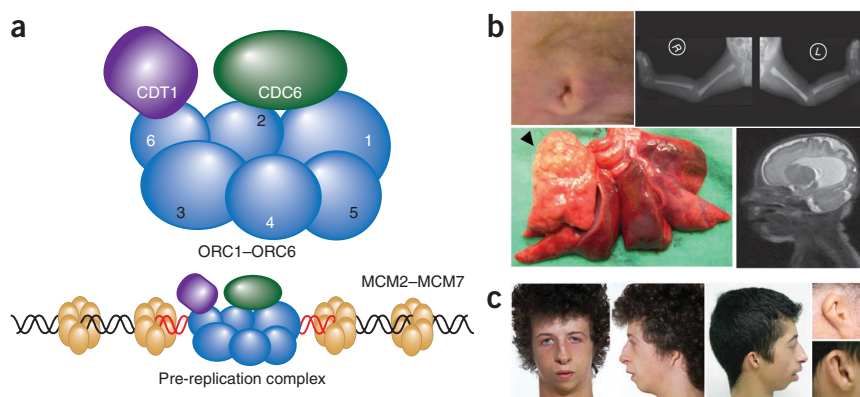 a
CDT1
CDC6
2
6
1
3
4
5
ORC1–ORC6
MCM2–MCM7
Pre-replication complex
b
R
L
c